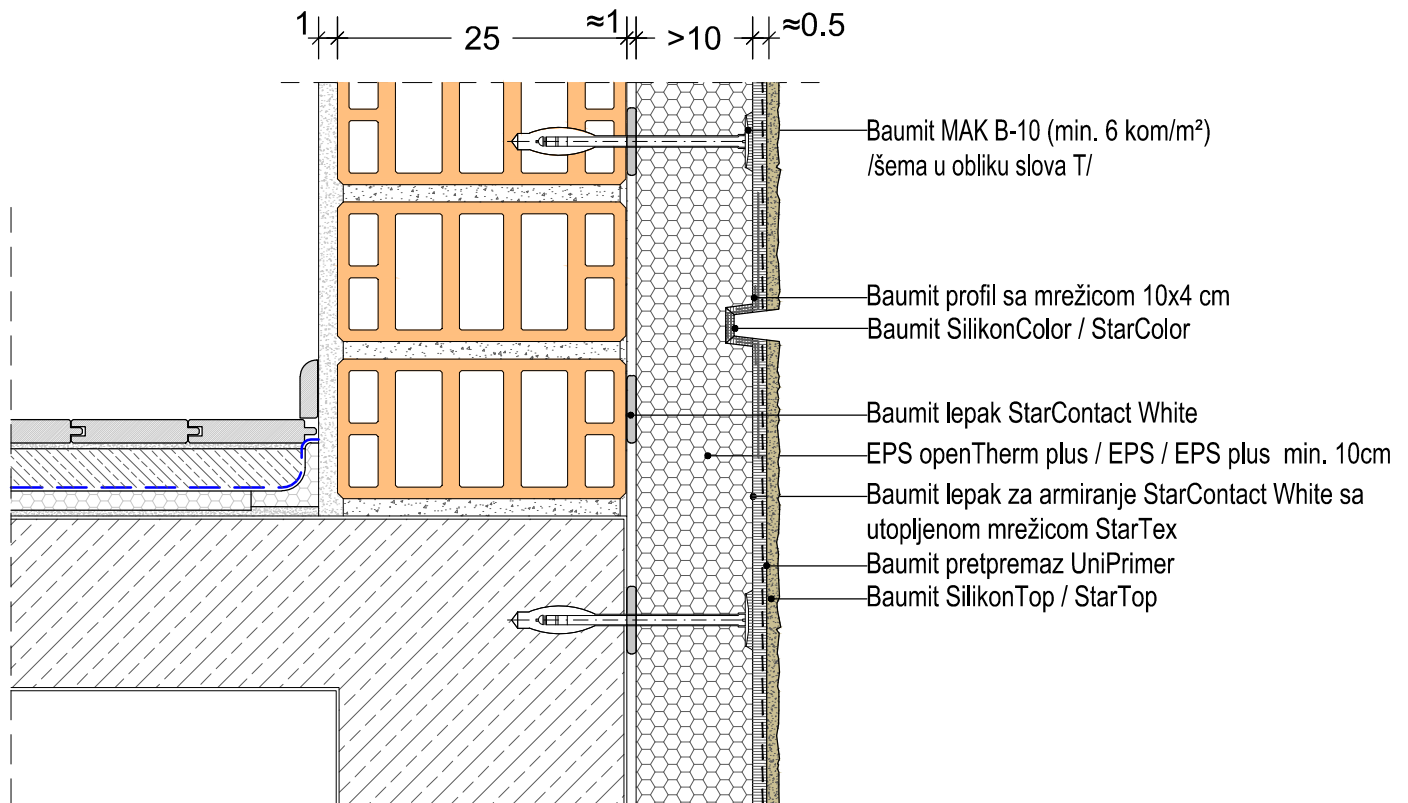 1 25 ≈1 >10 ≈0.5
Baumit MAK B-10 (min. 6 kom/m²)
/šema u obliku slova T/
Baumit profil sa mrežicom 10x4 cm
Baumit SilikonColor / StarColor
Baumit lepak StarContact White
EPS openTherm plus / EPS / EPS plus min. 10cm
Baumit lepak za armiranje StarContact White sa
utopljenom mrežicom StarTex
Baumit pretpremaz UniPrimer
Baumit SilikonTop / StarTop